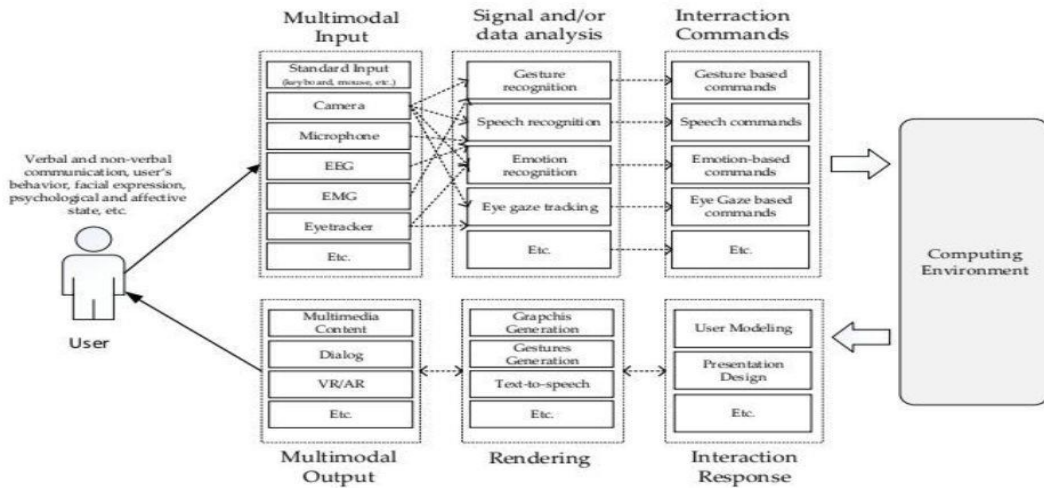 Multimodal
Input
Signal and/or
data analysis
Interraction
Commands
Standard Input
(keyboard, mouse, etc.)
Camera
Microphone
EEG
EMG
Eyetracker
Etc.
Gesture
recognition
Speech recognition
Emotion
recognition
Eye gaze tracking
Etc.
Gesture based
commands
Speech commands
Emotion-based
commands
Eye Gaze based
commands
Etc.
Verbal and non-verbal
communication, user's
behavior, facial expression,
psychological and affective
state, etc.
User
Computing
Environment
Multimedia
Content
Dialog
VR/AR
Etc.
Grapchis
Generation
Gestures
Generation
Text-to-speech
Etc.
User Modeling
Presentation
Design
Etc.
Multimodal
Output
Rendering
Interaction
Response